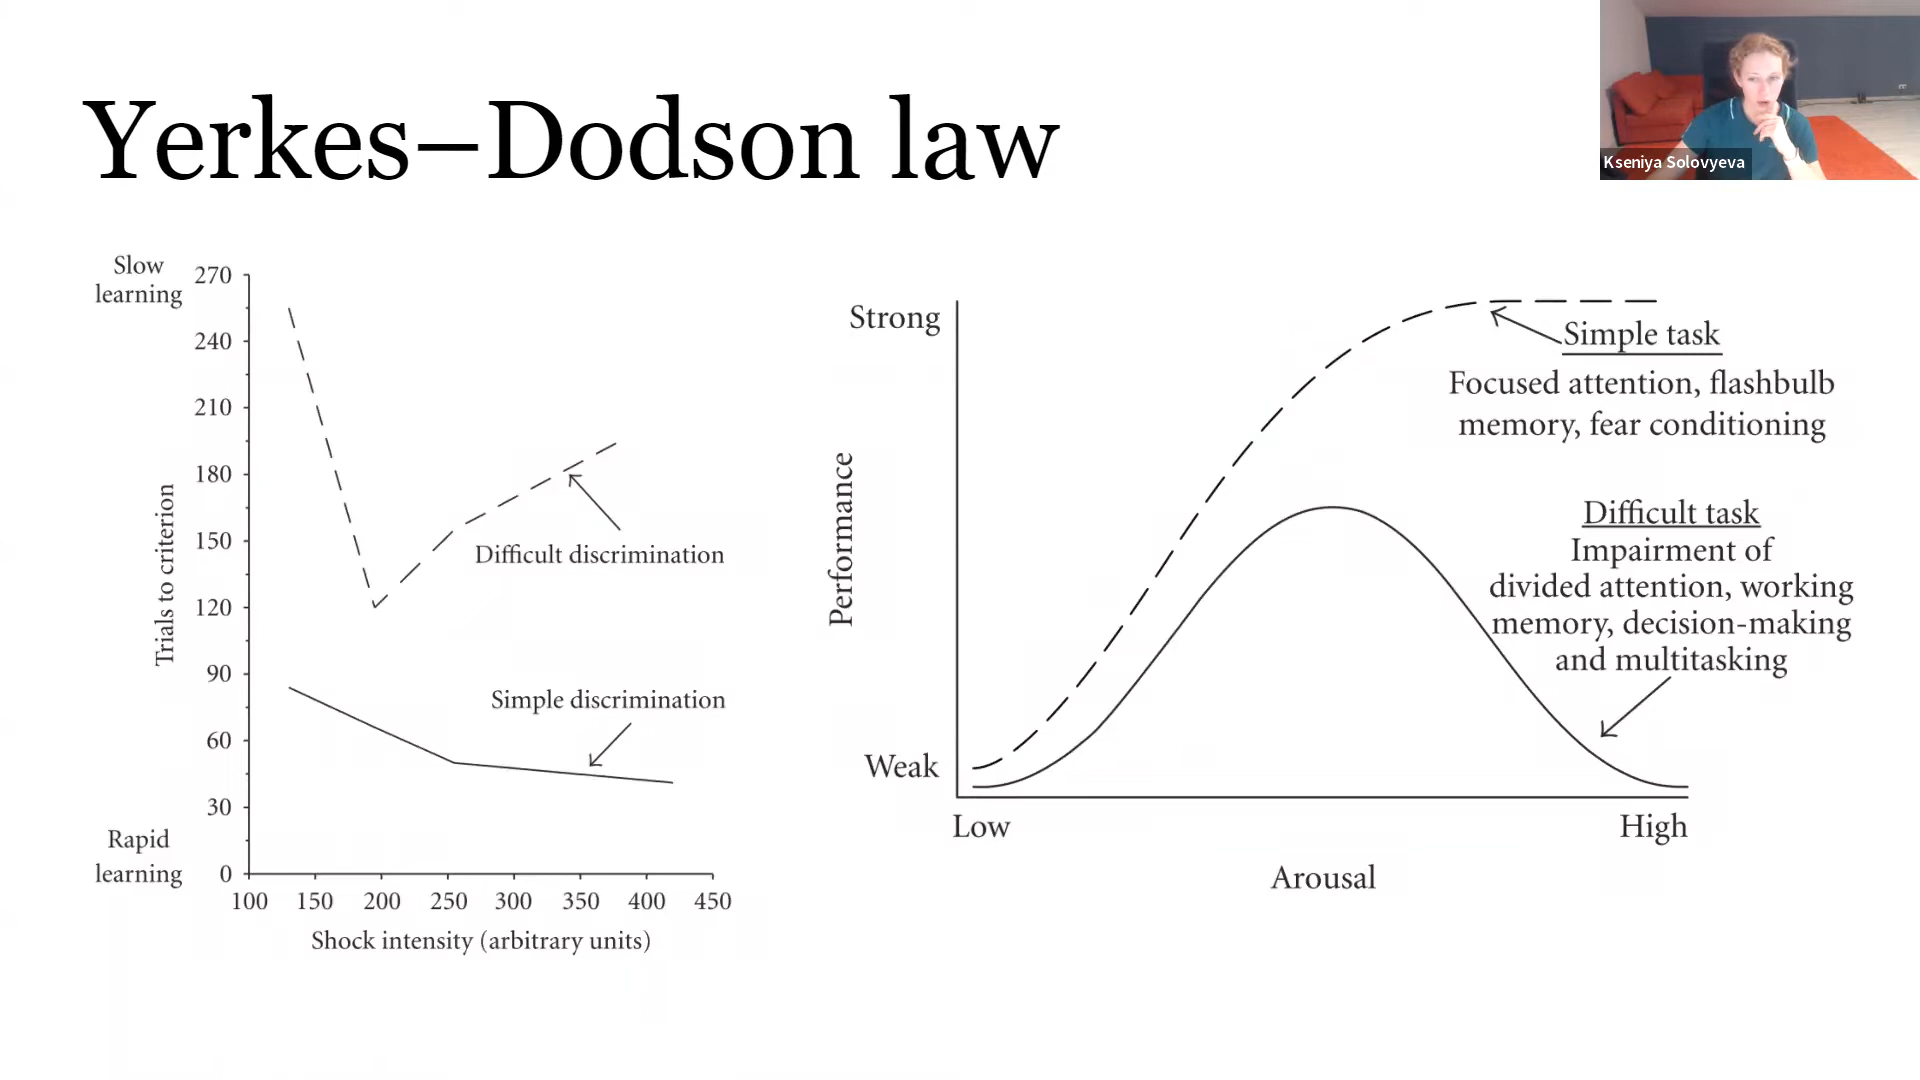 Yerkes–Dodson law
Kseniya Solovyeva
Slow
learning
270
240
210
180
150
120
90
60
30
0
Rapid
learning
Trials to criterion
Difficult discrimination
Simple discrimination
100 150 200 250 300 350 400 450
Shock intensity (arbitrary units)
Strong
Weak
Performance
Simple task
Focused attention, flashbulb
memory, fear conditioning
Difficult task
Impairment of
divided attention, working
memory, decision-making
and multitasking
Low
High
Arousal